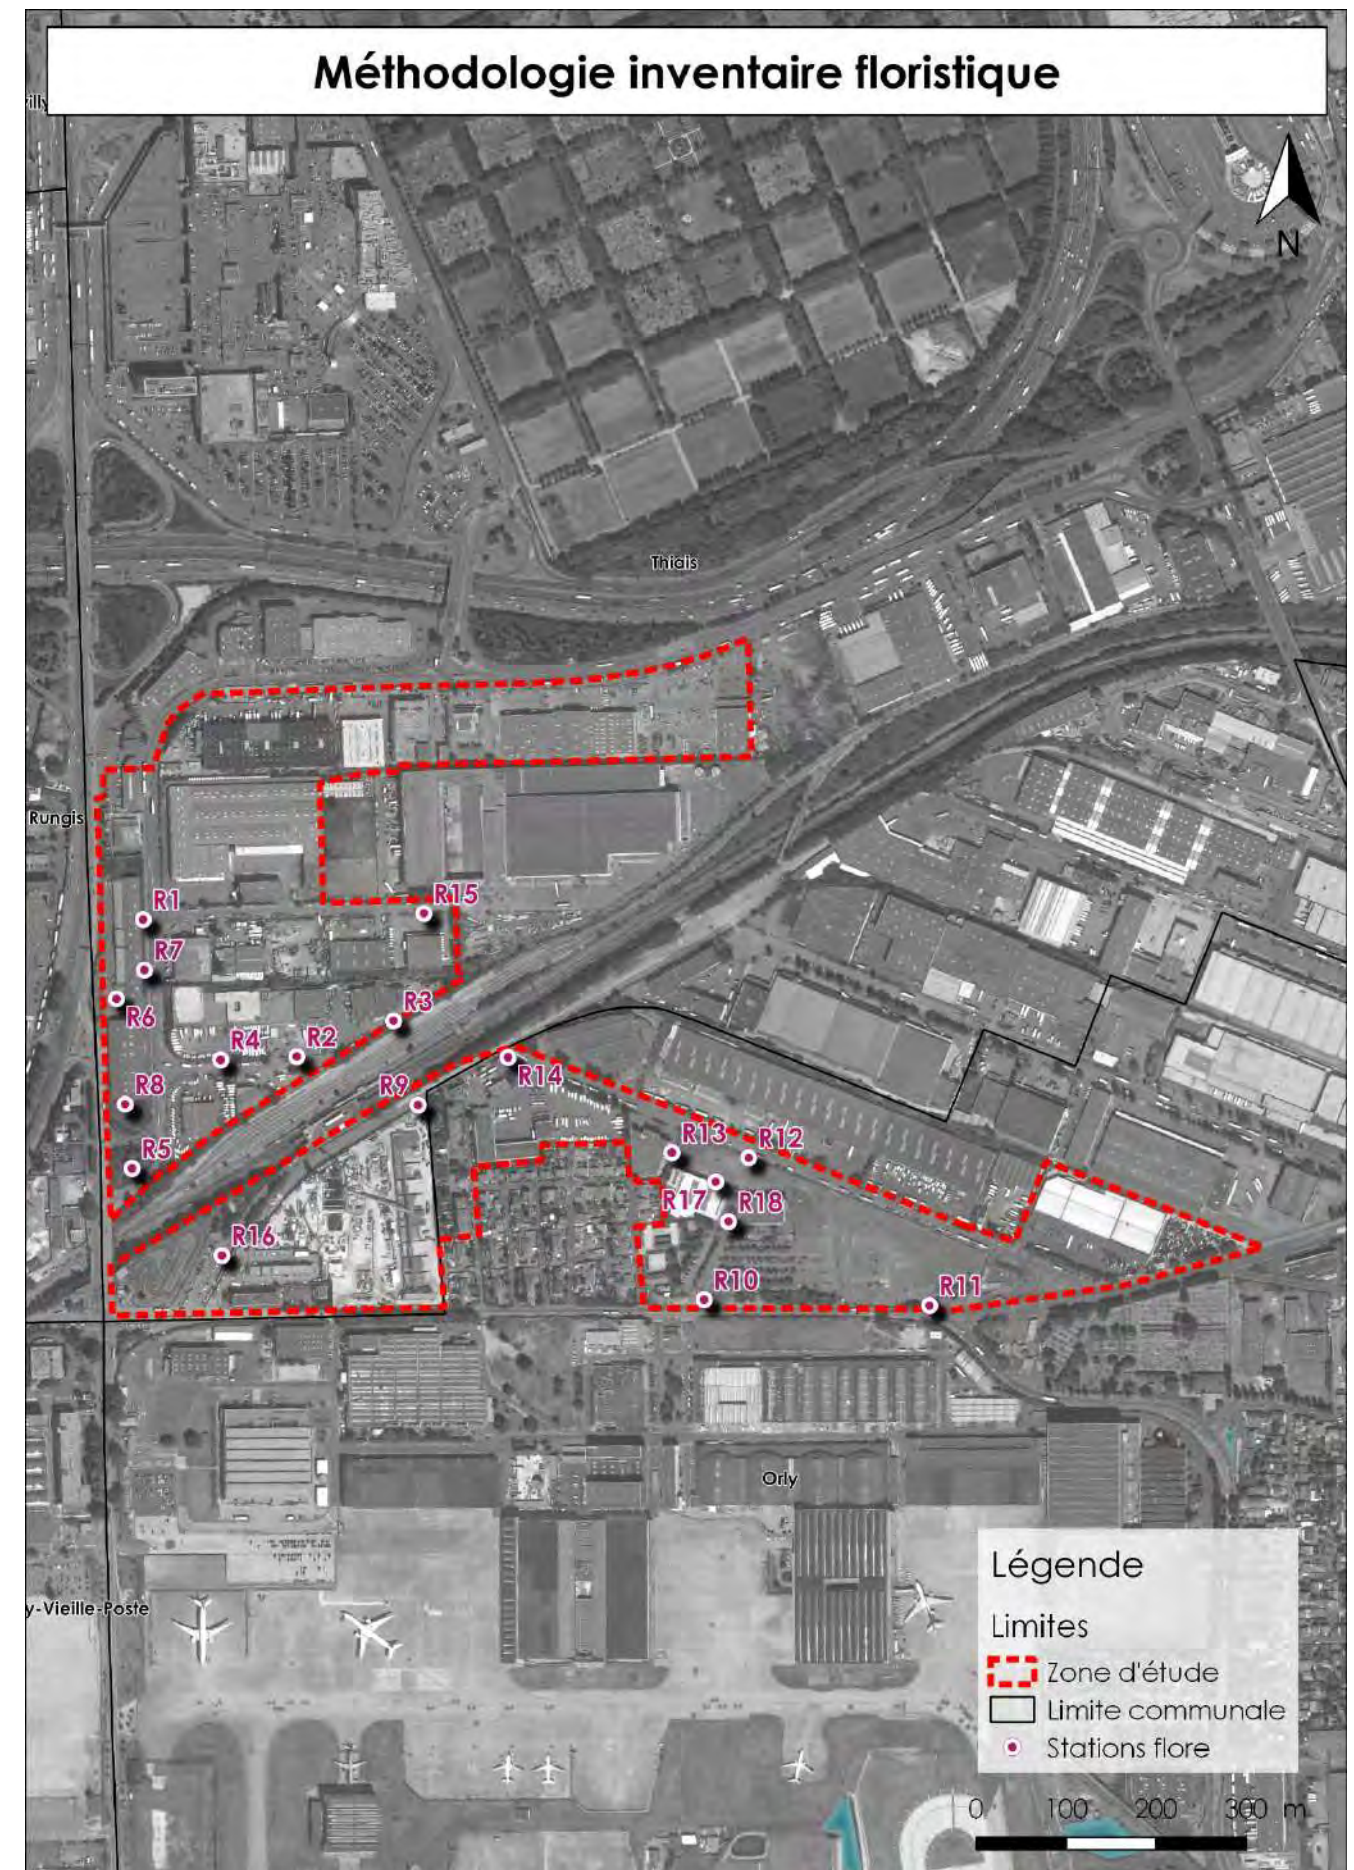 Méthodologie inventaire floristique
illy
N
Thiais
Rungis
R1
R15
R7
R6
R3
R2
R4
R14
R8
R9
R13
R12
R5
R17
R18
R16
R10
R11
Orly
y-Vieille-Poste
Légende
Limites
Zone d'étude
Limite communale
Stations flore
0 100 200 300 m